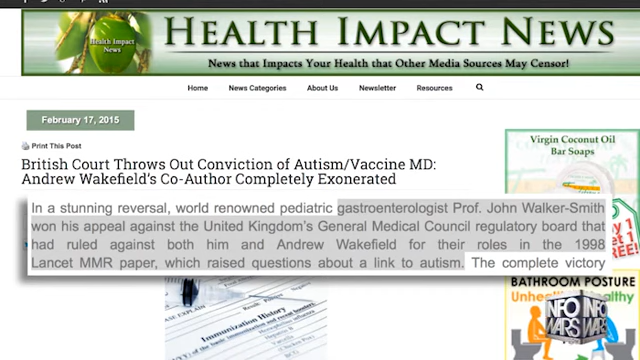 HEALTH IMPACT NEWS
Health Impact
News
News that Impacts Your Health that Other Media Sources May Censor!
Home News Categories About Us Newsletter Resources
February 17, 2015
Print This Post
British Court Throws Out Conviction of Autism/Vaccine MD:
Andrew Wakefield's Co-Author Completely Exonerated
In a stunning reversal, world renowned pediatric gastroenterologist Prof. John Walker-Smith
won his appeal against the United Kingdom's General Medical Council regulatory board that
had ruled against both him and Andrew Wakefield for their roles in the 1998
Lancet MMR paper, which raised questions about a link to autism. The complete victory
Immunization History
Virgin Coconut Oil
Bar Soaps
BATHROOM POSTURE
INFO INFO
WARS WARS